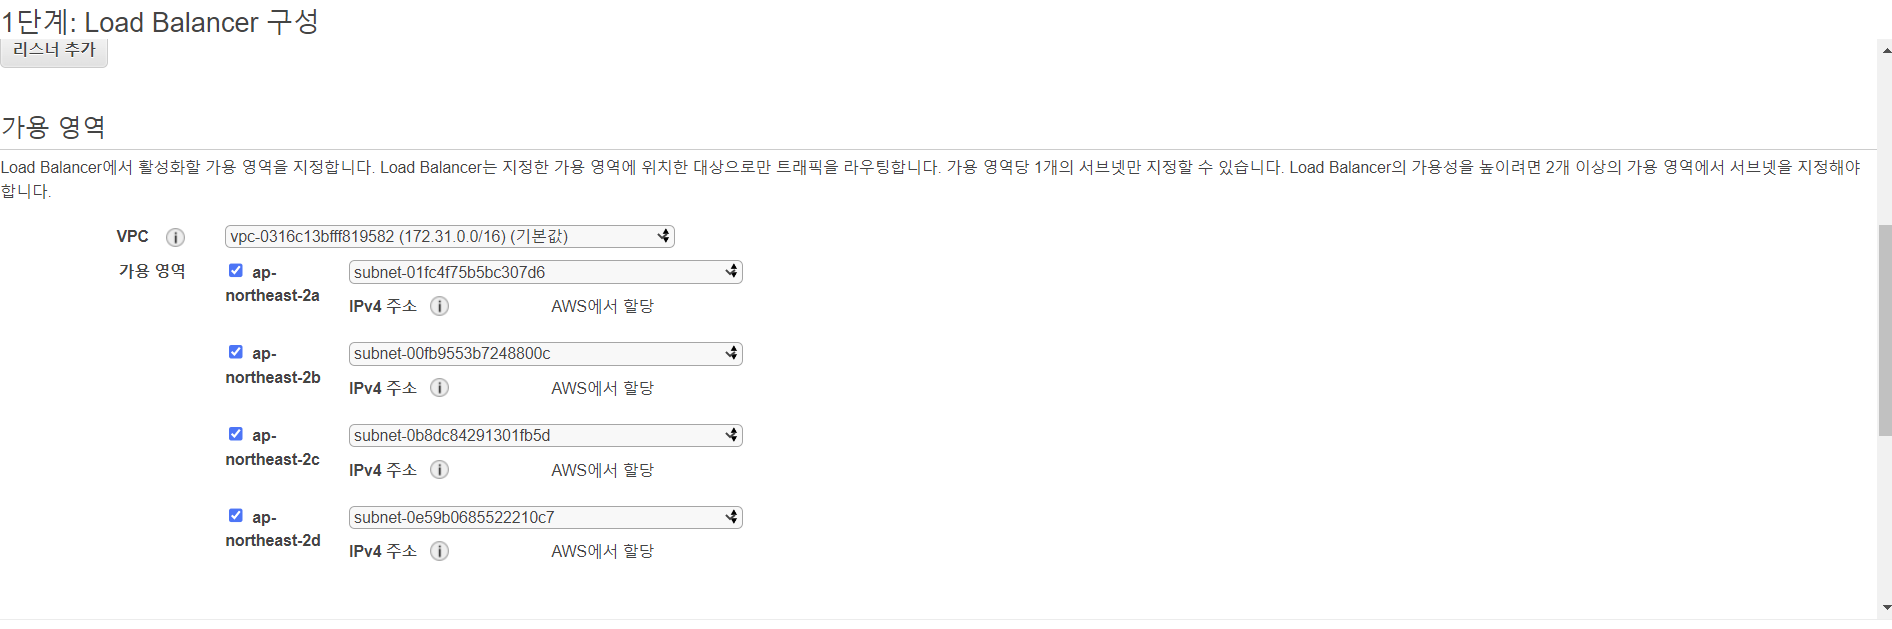 1단계: Load Balancer 구성
리스너 추가
가용 영역
Load Balancer에서 활성화할 가용 영역을 지정합니다. Load Balancer는 지정한 가용 영역에 위치한 대상으로만 트래픽을 라우팅합니다. 가용 영역당 1개의 서브넷만 지정할 수 있습니다. Load Balancer의 가용성을 높이려면 2개 이상의 가용 영역에서 서브넷을 지정해야
합니다.
VPC i vpc-0316c13bfff819582 (172.31.0.0/16) (기본값)
가용 영역 ap- subnet-01fc4f75b5bc307d6
northeast-2a IPv4 주소 i AWS에서 할당
ap- subnet-00fb9553b7248800c
northeast-2b IPv4 주소 i AWS에서 할당
ap- subnet-0b8dc84291301fb5d
northeast-2c IPv4 주소 i AWS에서 할당
ap- subnet-0e59b0685522210c7
northeast-2d IPv4 주소 i AWS에서 할당